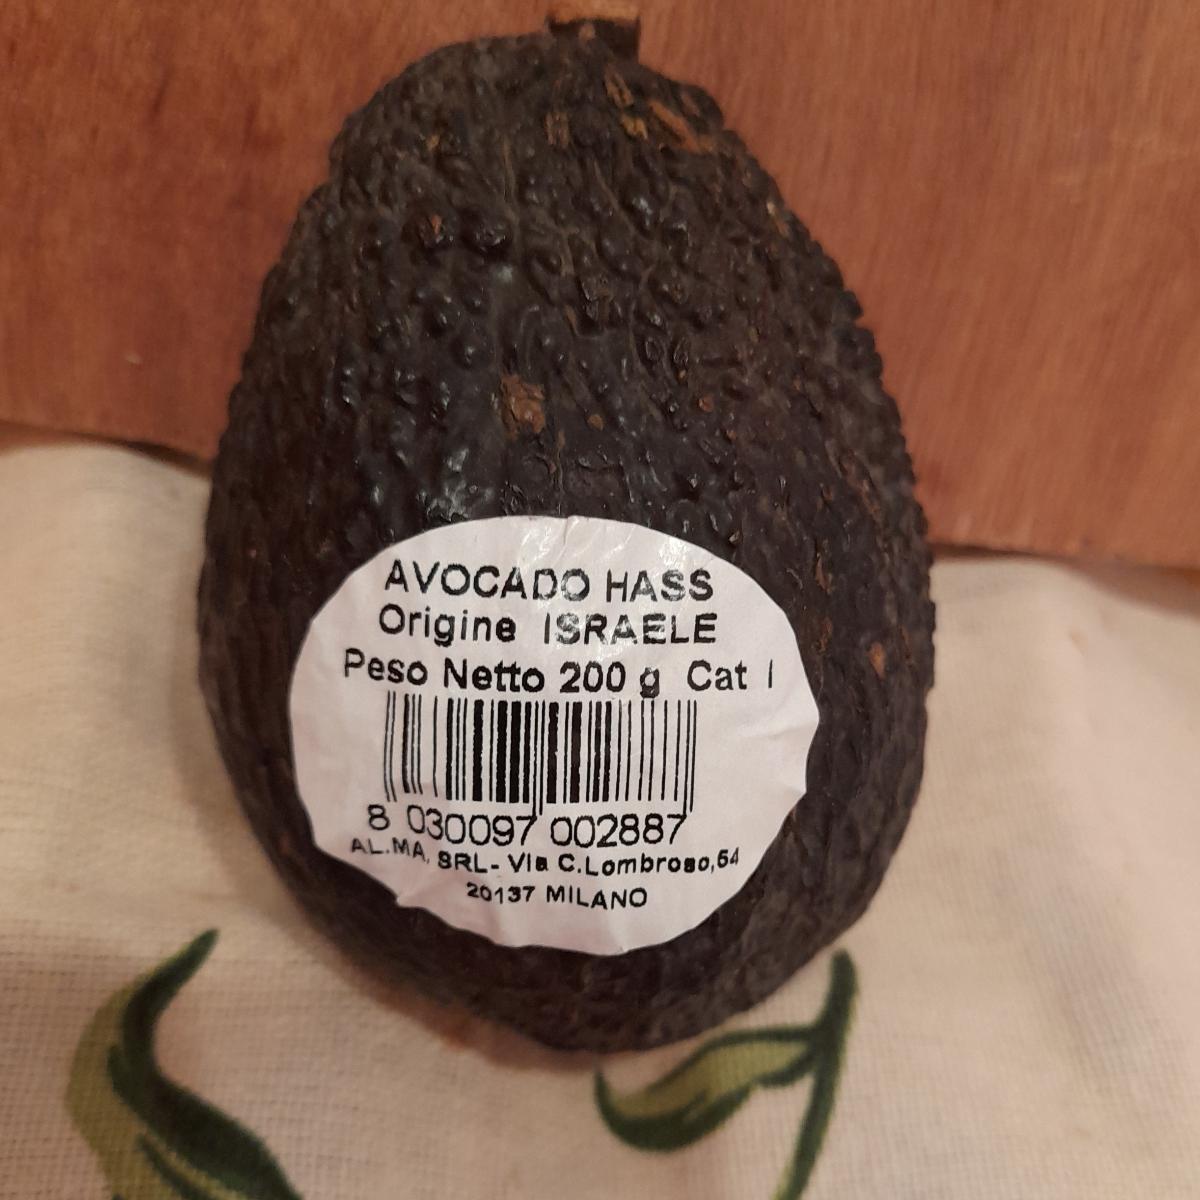 AVOCADO HASS
Origine ISRAELE
Peso Netto 200 g Cat I
8 030097 002887
AL.MA. SRL- Via C.Lombroso,54
20137 MILANO